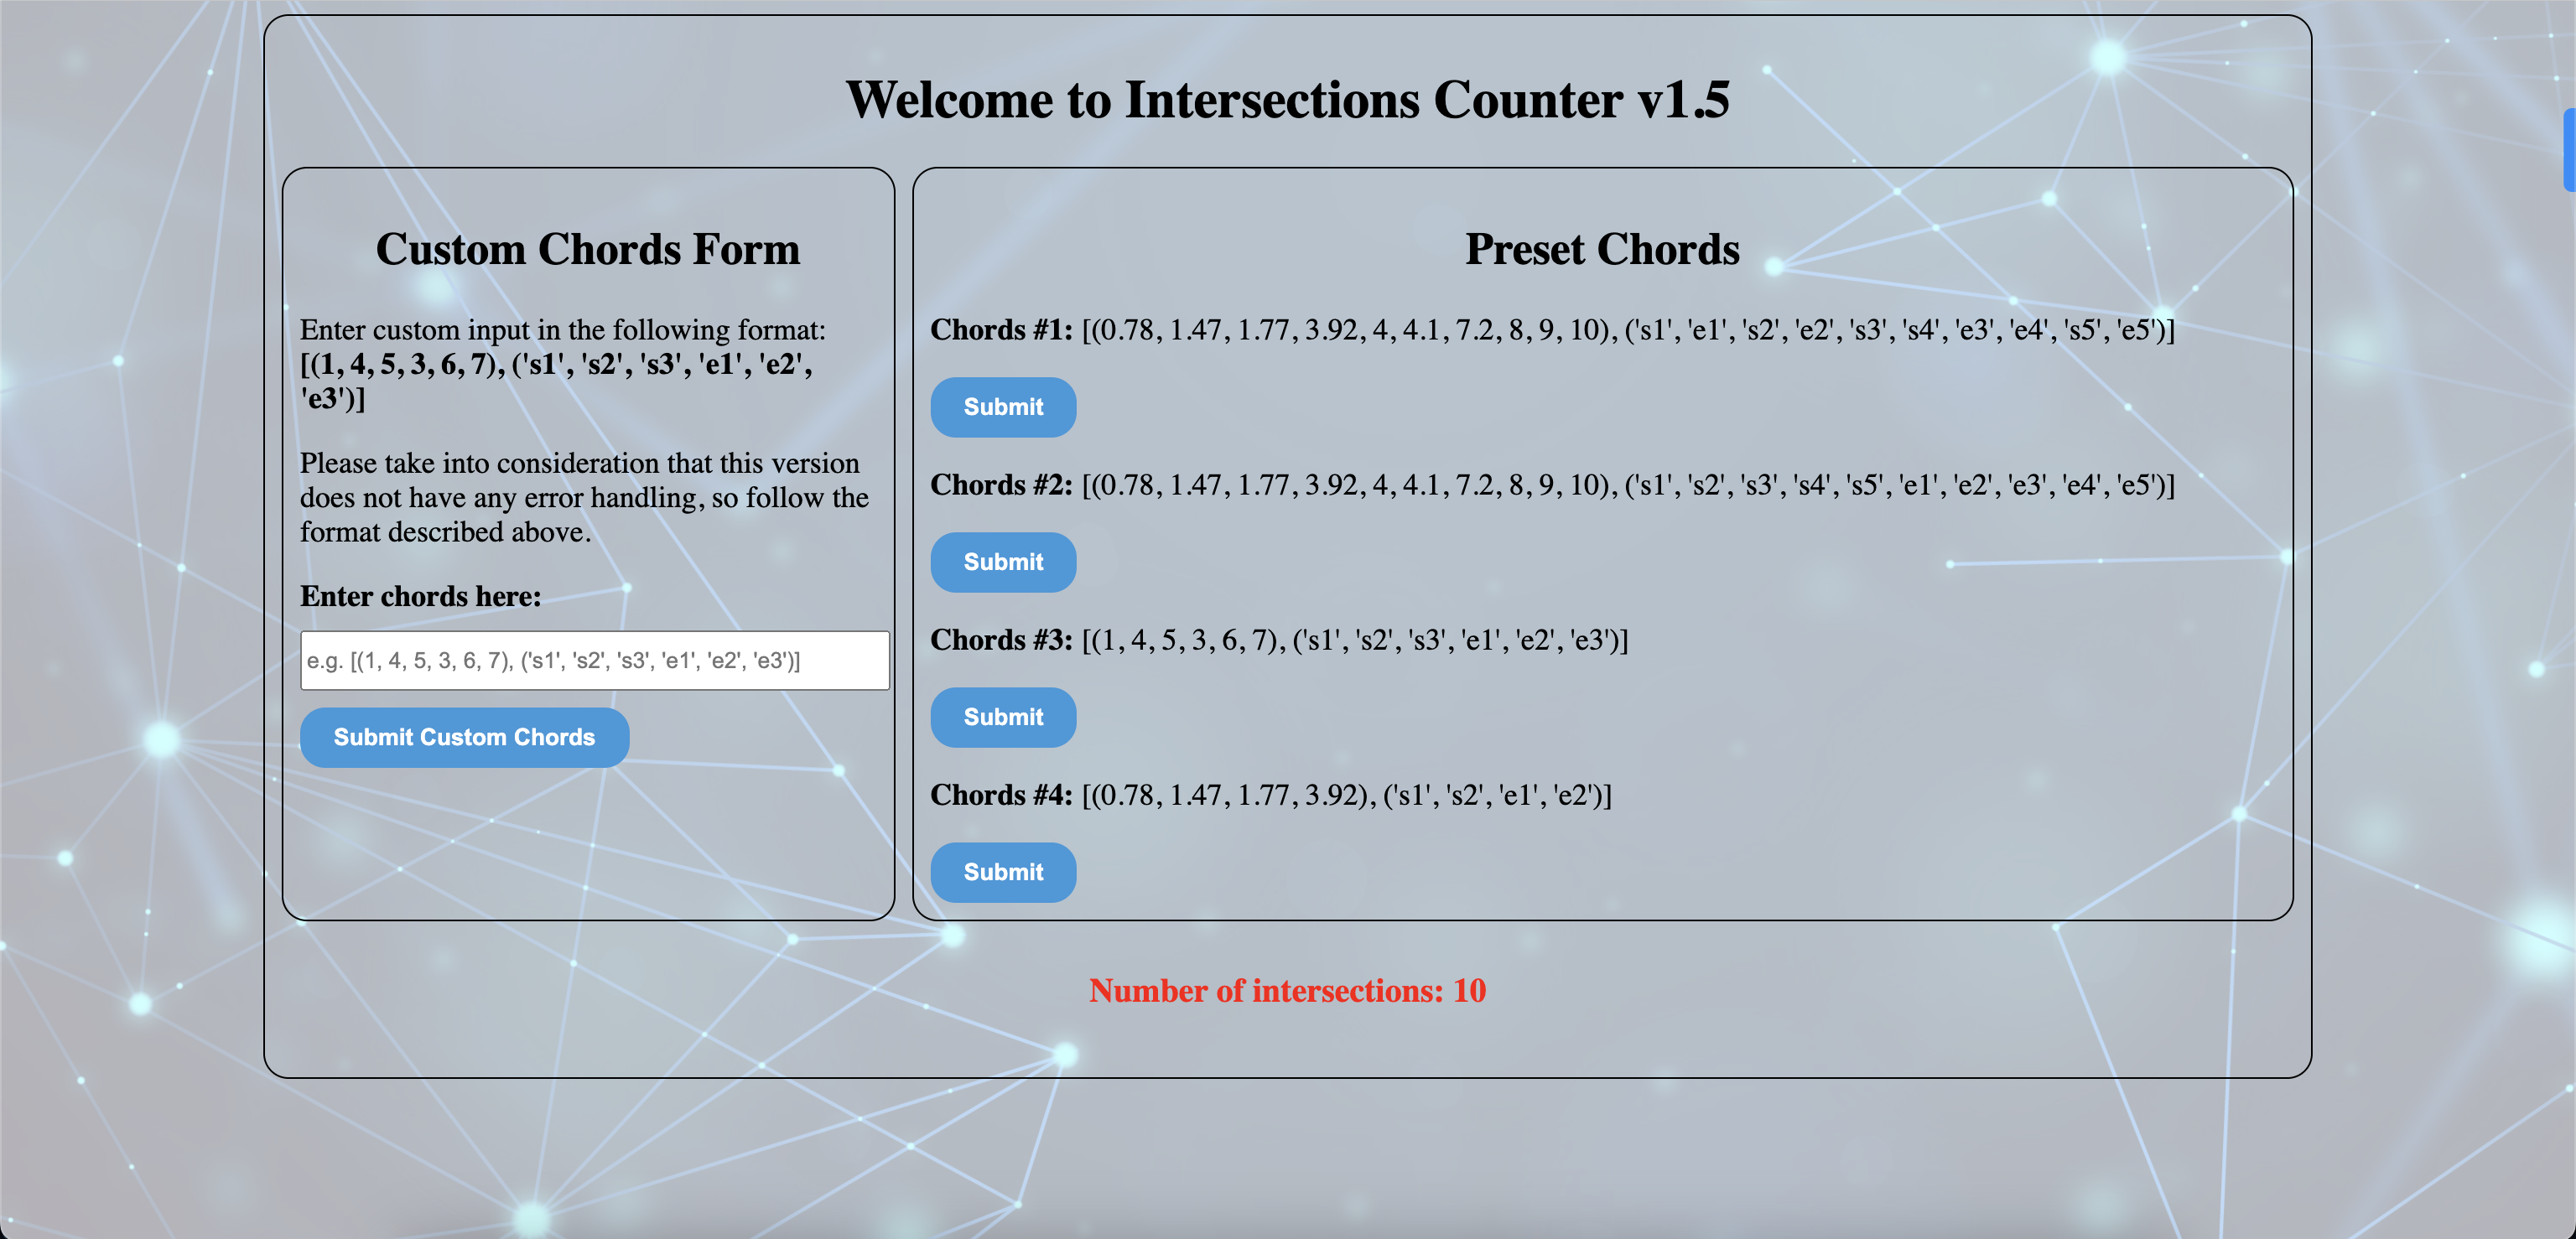 Welcome to Intersections Counter v1.5
Custom Chords Form
Enter custom input in the following format:
[(1, 4, 5, 3, 6, 7), ('s1', 's2', 's3', 'e1', 'e2',
'e3')]
Please take into consideration that this version
does not have any error handling, so follow the
format described above.
Enter chords here:
e.g. [(1, 4, 5, 3, 6, 7), ('s1', 's2', 's3', 'e1', 'e2', 'e3')]
Submit Custom Chords
Preset Chords
Chords #1: [(0.78, 1.47, 1.77, 3.92, 4, 4.1, 7.2, 8, 9, 10), ('s1', 'e1', 's2', 'e2', 's3', 's4', 'e3', 'e4', 's5', 'e5')]
Submit
Chords #2: [(0.78, 1.47, 1.77, 3.92, 4, 4.1, 7.2, 8, 9, 10), ('s1', 's2', 's3', 's4', 's5', 'e1', 'e2', 'e3', 'e4', 'e5')]
Submit
Chords #3: [(1, 4, 5, 3, 6, 7), ('s1', 's2', 's3', 'e1', 'e2', 'e3')]
Submit
Chords #4: [(0.78, 1.47, 1.77, 3.92), ('s1', 's2', 'e1', 'e2')]
Submit
Number of intersections: 10